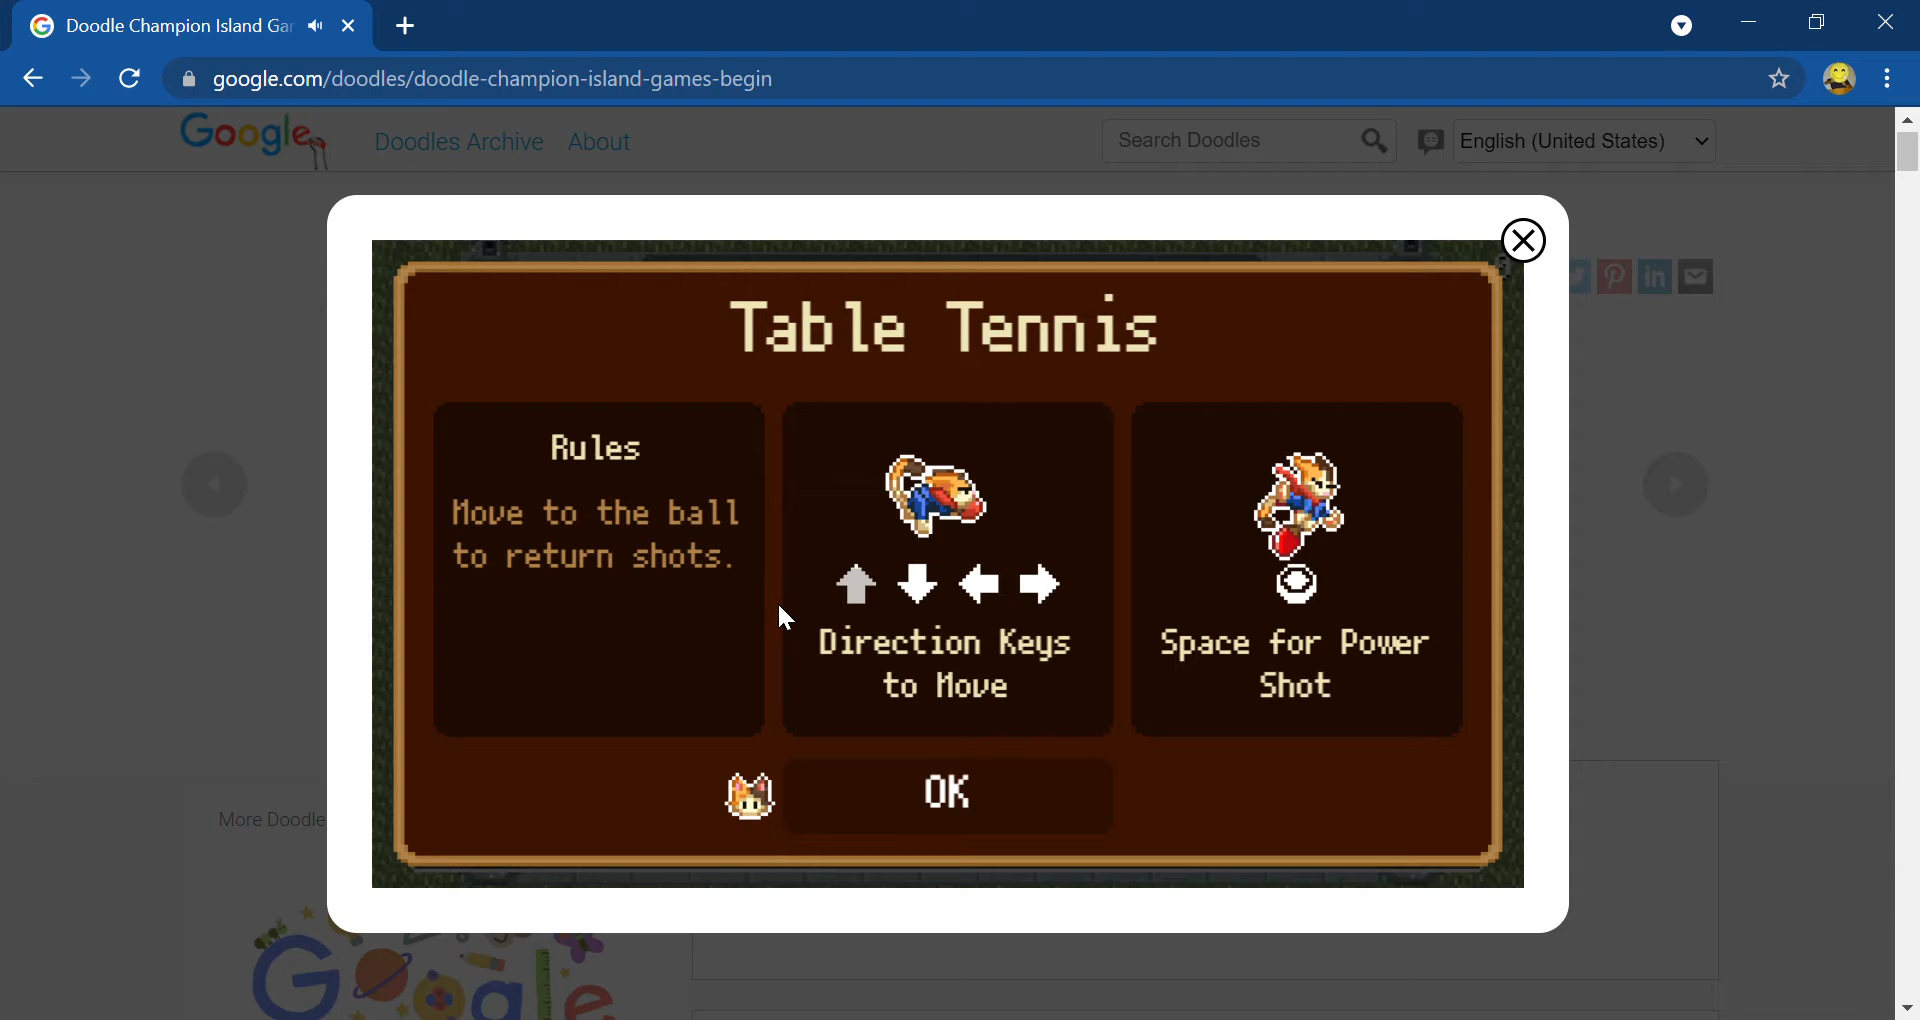 Doodle Champion Island Gar
google.com/doodles/doodle-champion-island-games-begin
Google
Doodles Archive About
Search Doodles
English (United States)
Table Tennis
Rules
Move to the ball
to return shots.
Direction Keys
to Move
Space for Power
Shot
OK
More Doodle
Google